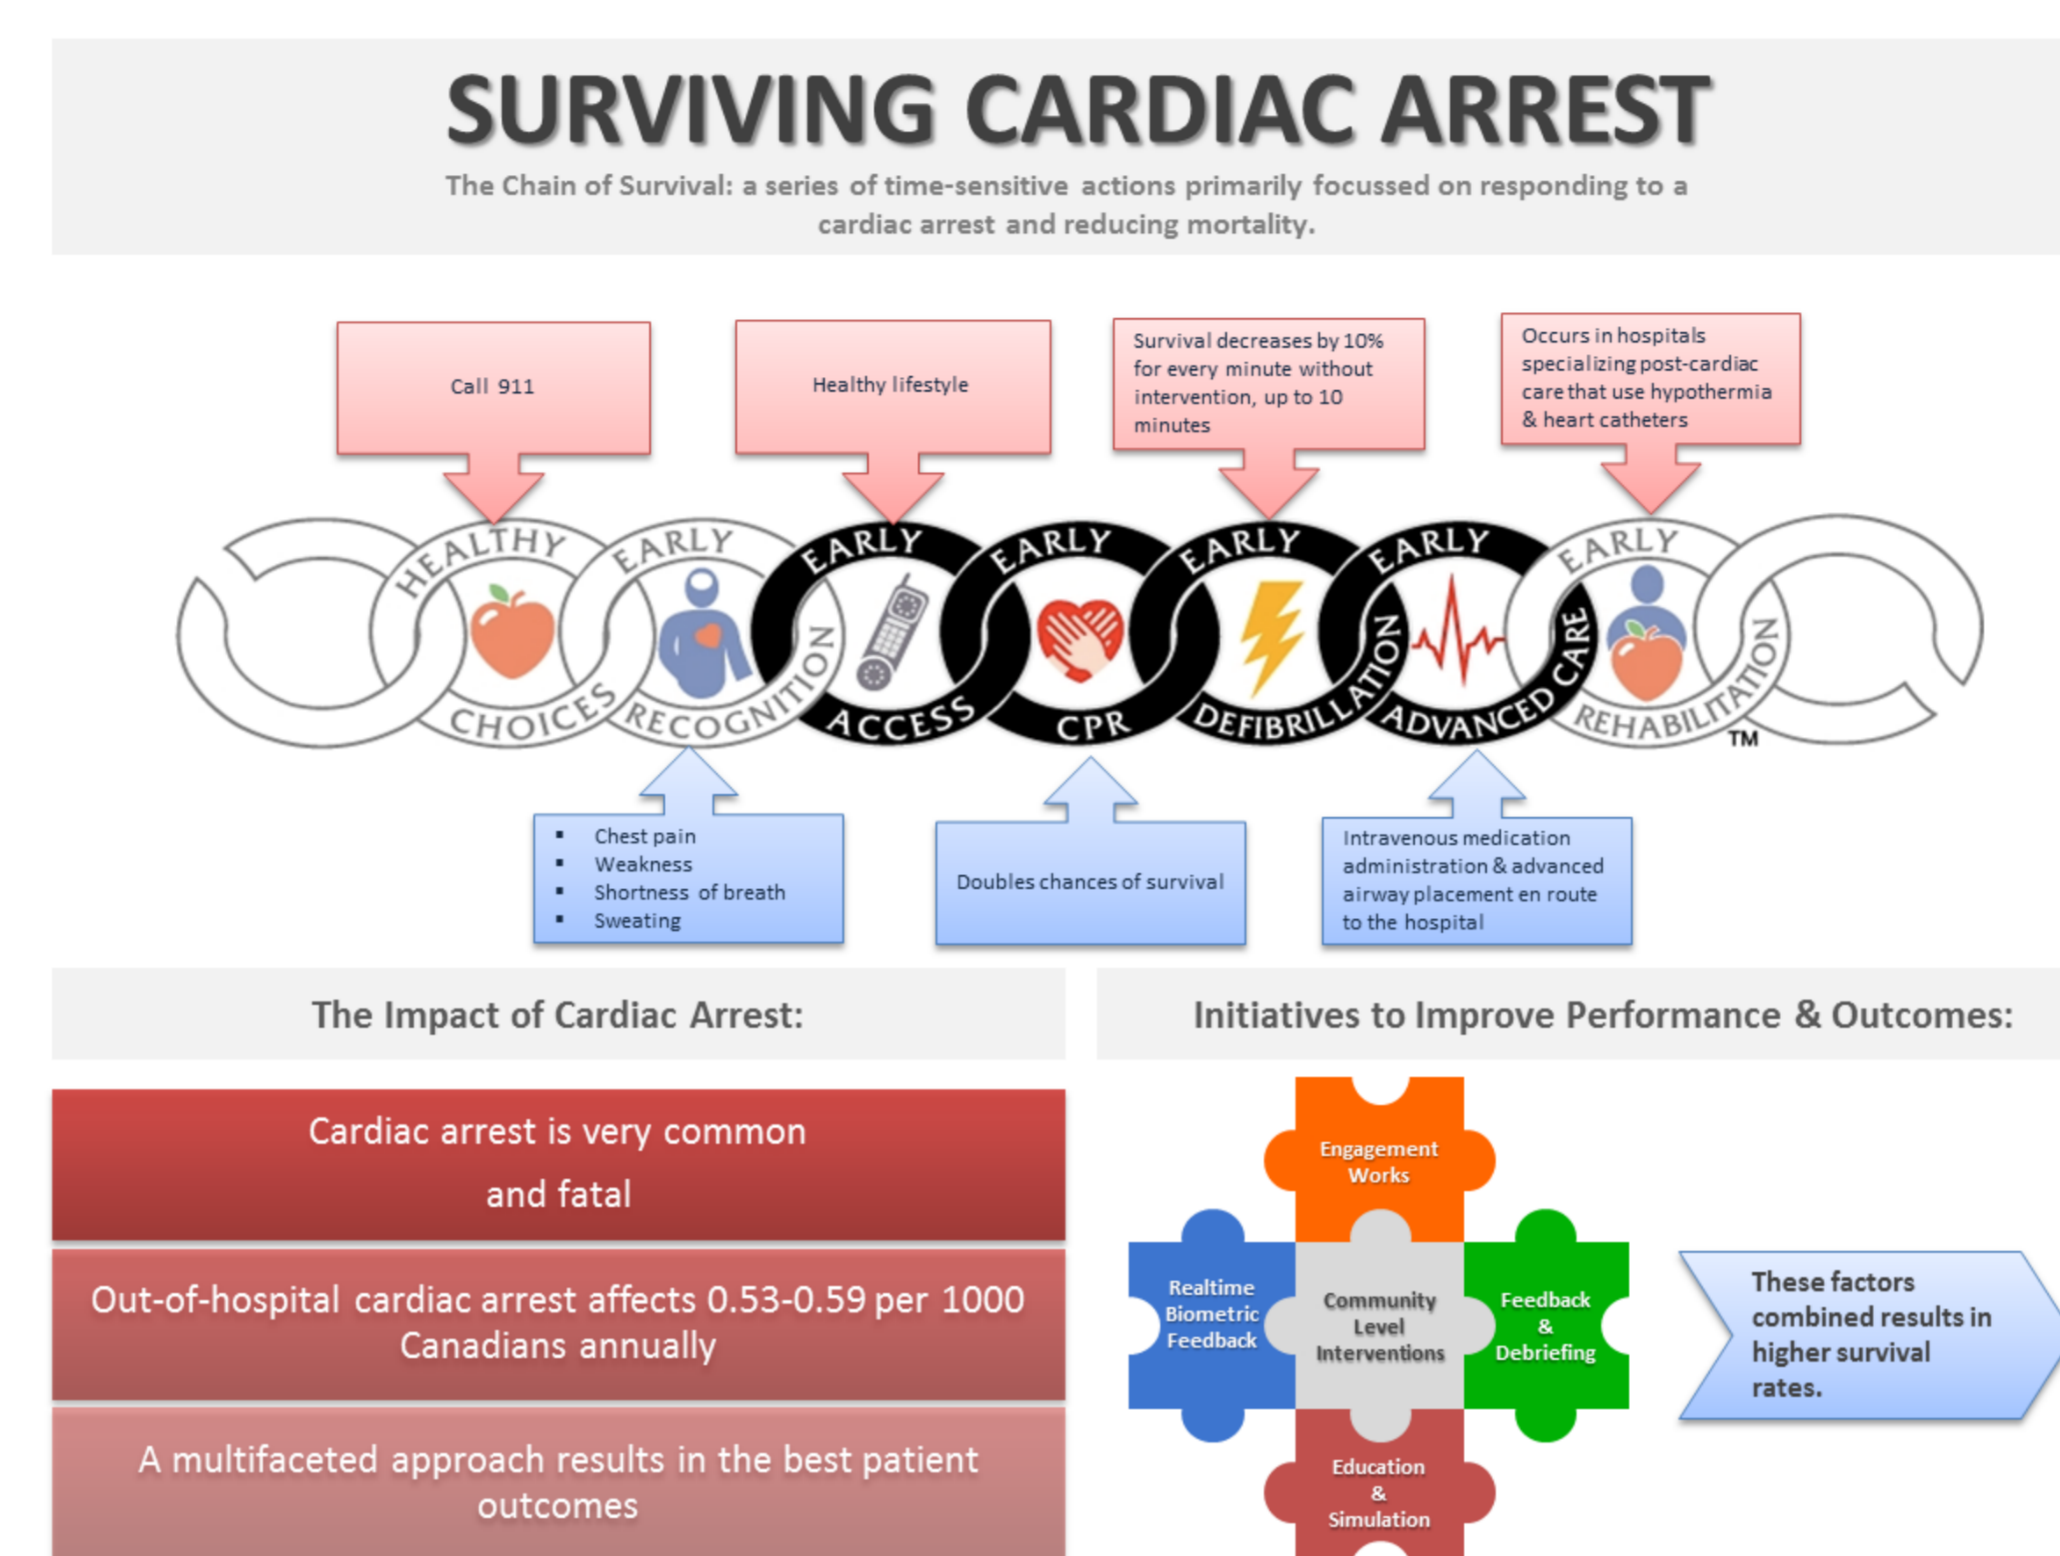 SURVIVING CARDIAC ARREST
The Chain of Survival: a series of time-sensitive actions primarily focussed on responding to a
cardiac arrest and reducing mortality.
Call 911
Healthy lifestyle
Survival decreases by 10%
for every minute without
intervention, up to 10
minutes
Occurs in hospitals
specializing post-cardiac
care that use hypothermia
& heart catheters
HEALTHY
CHOICES
EARLY
RECOGNITION
EARLY
ACCESS
EARLY
CPR
EARLY
DEFIBRILLATION
EARLY
ADVANCED CARE
EARLY
REHABILITATION
TM
▪ Chest pain
▪ Weakness
▪ Shortness of breath
▪ Sweating
Doubles chances of survival
Intravenous medication
administration & advanced
airway placement en route
to the hospital
The Impact of Cardiac Arrest:
Cardiac arrest is very common
and fatal
Out-of-hospital cardiac arrest affects 0.53-0.59 per 1000
Canadians annually
A multifaceted approach results in the best patient
outcomes
Initiatives to Improve Performance & Outcomes:
Engagement
Works
Realtime
Biometric
Feedback
Community
Level
Interventions
Feedback
&
Debriefing
Education
&
Simulation
These factors
combined results in
higher survival
rates.